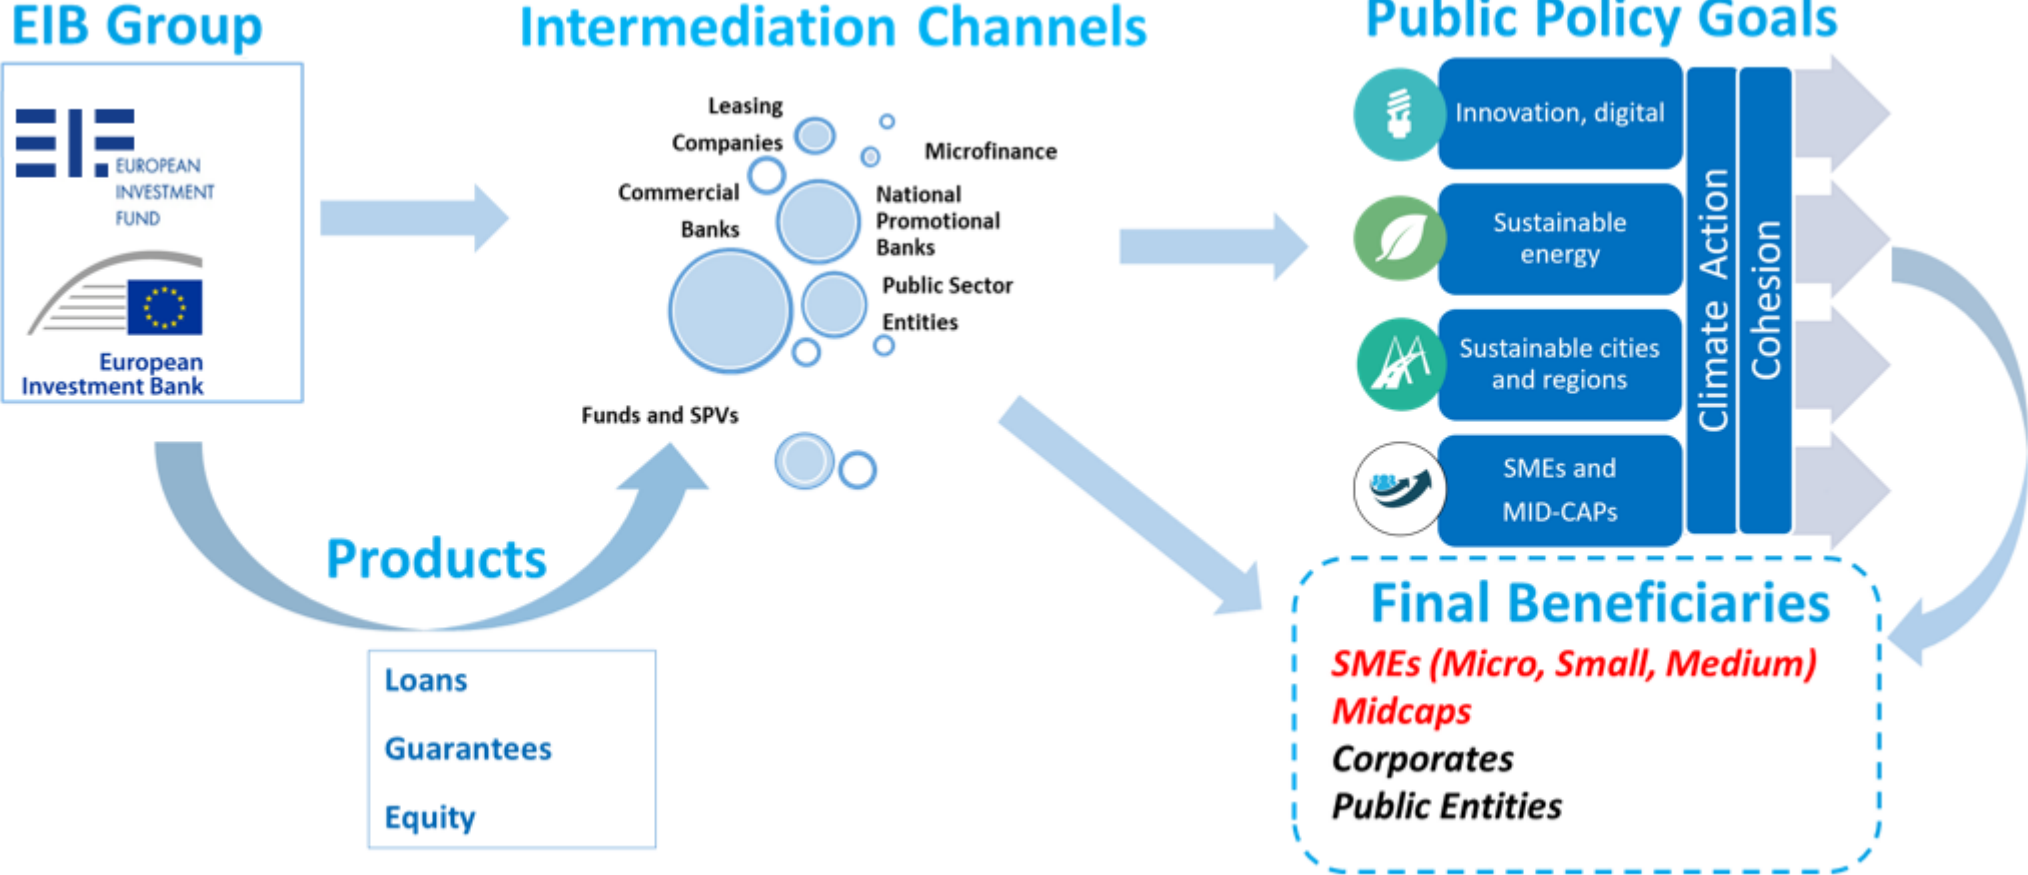 EIB Group
EUROPEAN
INVESTMENT
FUND
European
Investment Bank
Intermediation Channels
Leasing
Companies
Microfinance
Commercial
Banks
National
Promotional
Banks
Public Sector
Entities
Funds and SPVs
Products
Loans
Guarantees
Equity
Public Policy Goals
Innovation, digital
Sustainable
energy
Sustainable cities
and regions
SMEs and
MID-CAPs
Climate Action
Cohesion
Final Beneficiaries
SMEs (Micro, Small, Medium)
Midcaps
Corporates
Public Entities